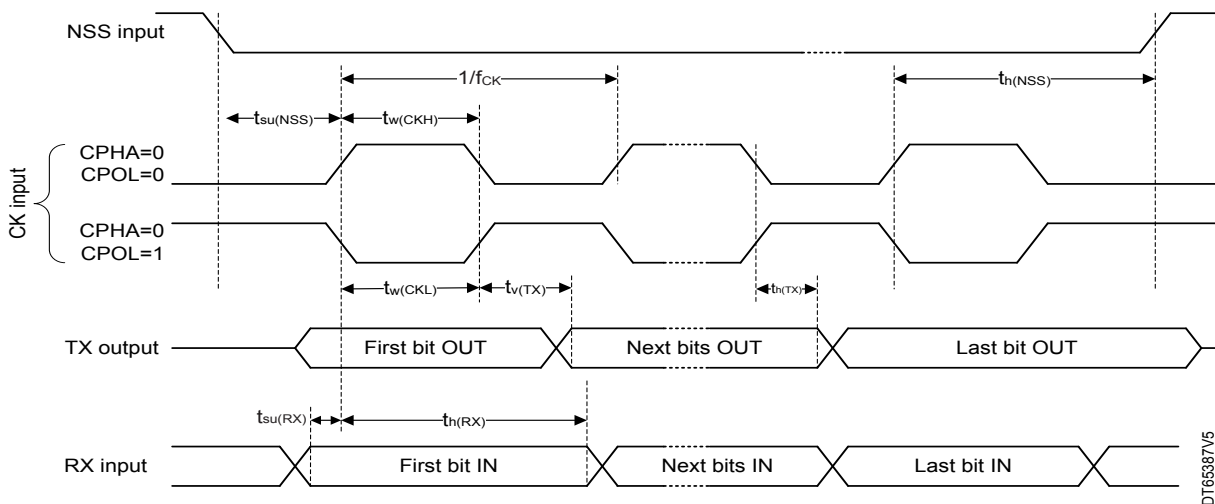 NSS input
1/fCK
th(NSS)
tsu(NSS)
tw(CKH)
CK input
CPHA=0
CPOL=0
CPHA=0
CPOL=1
tw(CKL)
tv(TX)
th(TX)
TX output
First bit OUT
Next bits OUT
Last bit OUT
tsu(RX)
th(RX)
RX input
First bit IN
Next bits IN
Last bit IN
DT65387V5